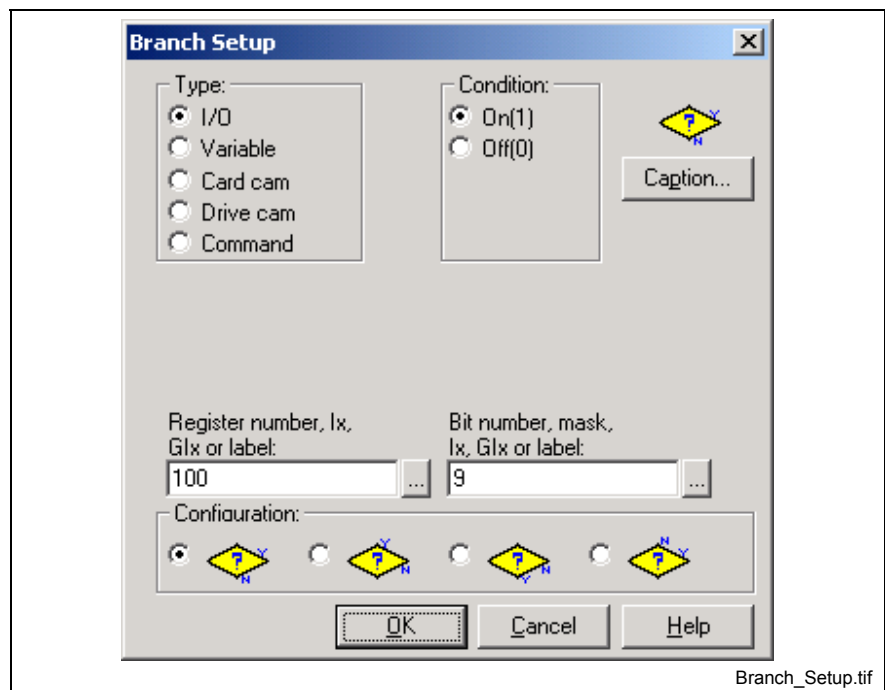 Branch Setup
Type:
I/O
Variable
Card cam
Drive cam
Command
Condition:
On(1)
Off(0)
? Y N
Caption...
Register number, Ix,
GIx or label:
100
...
Bit number, mask,
Ix, GIx or label:
9
...
Configuration:
? Y N
? Y N
? N Y
? N Y
OK
Cancel
Help
Branch_Setup.tif